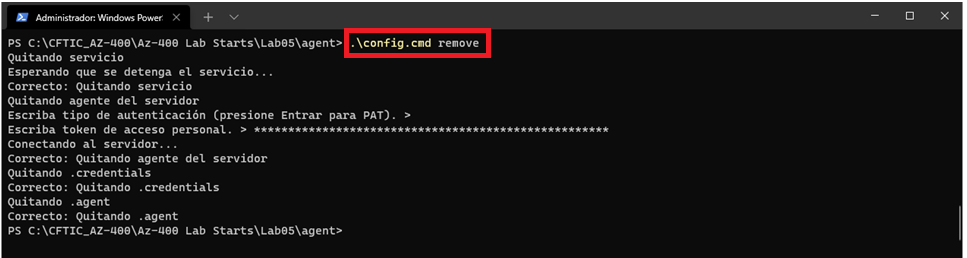 Administrador: Windows Power
PS C:\CFTIC_AZ-400\Az-400 Lab Starts\Lab05\agent> .\config.cmd remove
Quitando servicio
Esperando que se detenga el servicio...
Correcto: Quitando servicio
Quitando agente del servidor
Escriba tipo de autenticación (presione Entrar para PAT). >
Escriba token de acceso personal. > ****************************************************
Conectando al servidor...
Correcto: Quitando agente del servidor
Quitando .credentials
Correcto: Quitando .credentials
Quitando .agent
Correcto: Quitando .agent
PS C:\CFTIC_AZ-400\Az-400 Lab Starts\Lab05\agent>